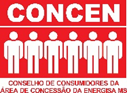 CONCEN
CONSELHO DE CONSUMIDORES DA
ÁREA DE CONCESSÃO DA ENERGISA MS